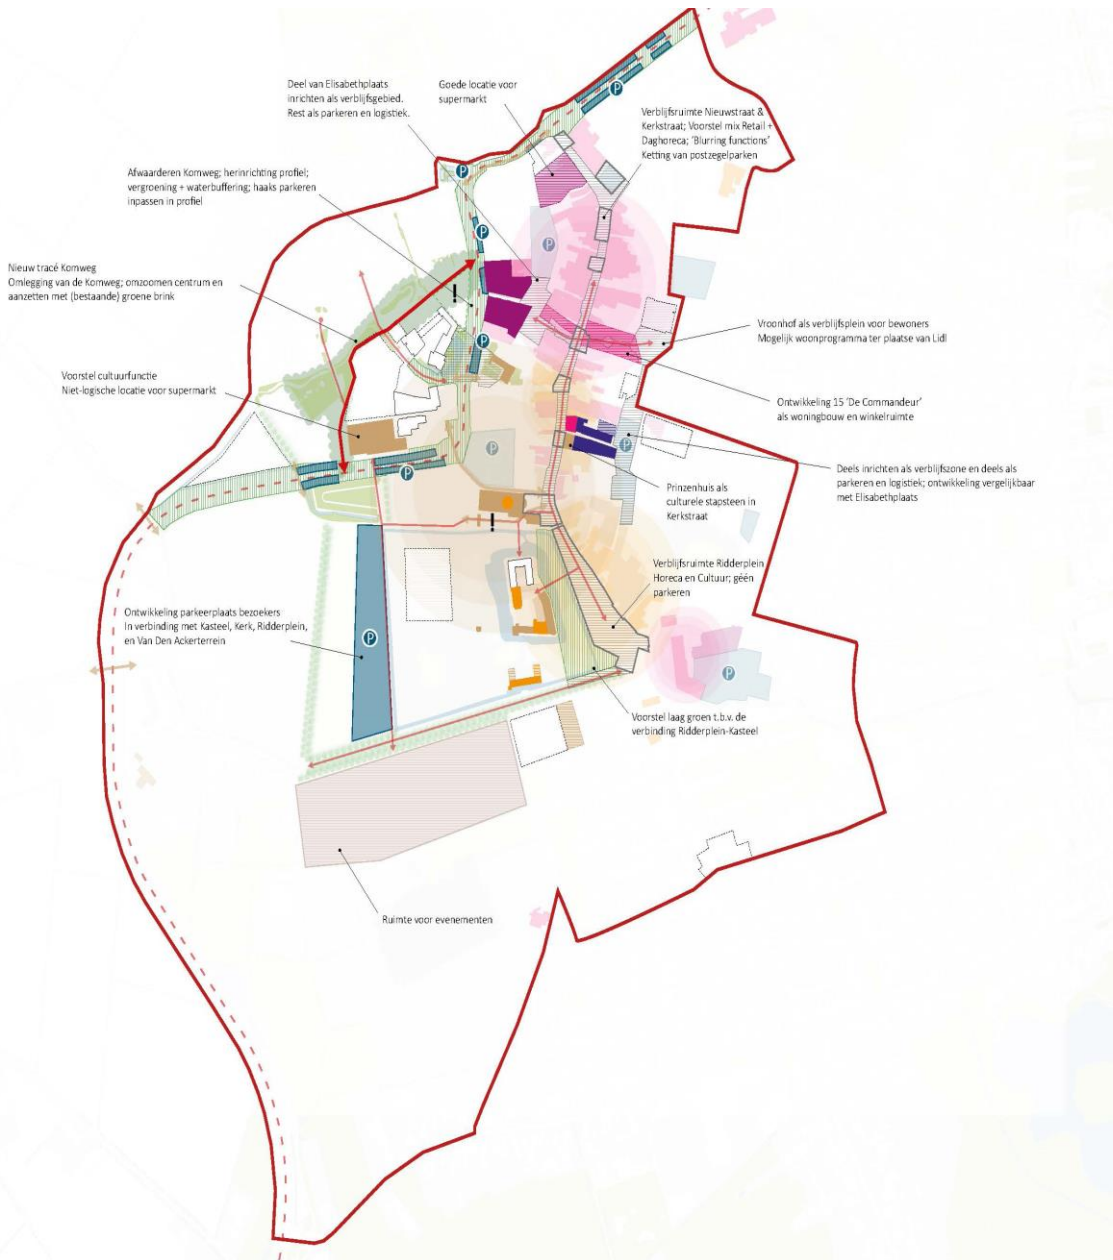 Deel van Elisabethplaats
inrichten als verblijfsgebied.
Rest als parkeren en logistiek.
Goede locatie voor
supermarkt
Verblijfsruimte Nieuwstraat &
Kerkstraat; Voorstel mix Retail +
Daghoreca; 'Blurring functions'
Ketting van postzegelparken
Afwaarderen Komweg; herinrichting profiel;
vergroening + waterbuffering; haaks parkeren
inpassen in profiel
Nieuw tracé Komweg
Omlegging van de Komweg; omzoomen centrum en
aanzetten met (bestaande) groene brink
Vroonhof als verblijfsplein voor bewoners
Mogelijk woonprogramma ter plaatse van Lidl
Voorstel cultuurfunctie
Niet-logische locatie voor supermarkt
Ontwikkeling 15 'De Commandeur'
als woningbouw en winkelruimte
Deels inrichten als verblijfszone en deels als
parkeren en logistiek; ontwikkeling vergelijkbaar
met Elisabethplaats
Prinzenhuis als
culturele stapsteen in
Kerkstraat
Verblijfsruimte Ridderplein
Horeca en Cultuur; géén
parkeren
Ontwikkeling parkeerplaats bezoekers
In verbinding met Kasteel, Kerk, Ridderplein,
en Van Den Ackerterrein
Voorstel laag groen t.b.v. de
verbinding Ridderplein-Kasteel
Ruimte voor evenementen
P
P
P
P
P
P
P
P
P
P
!
!